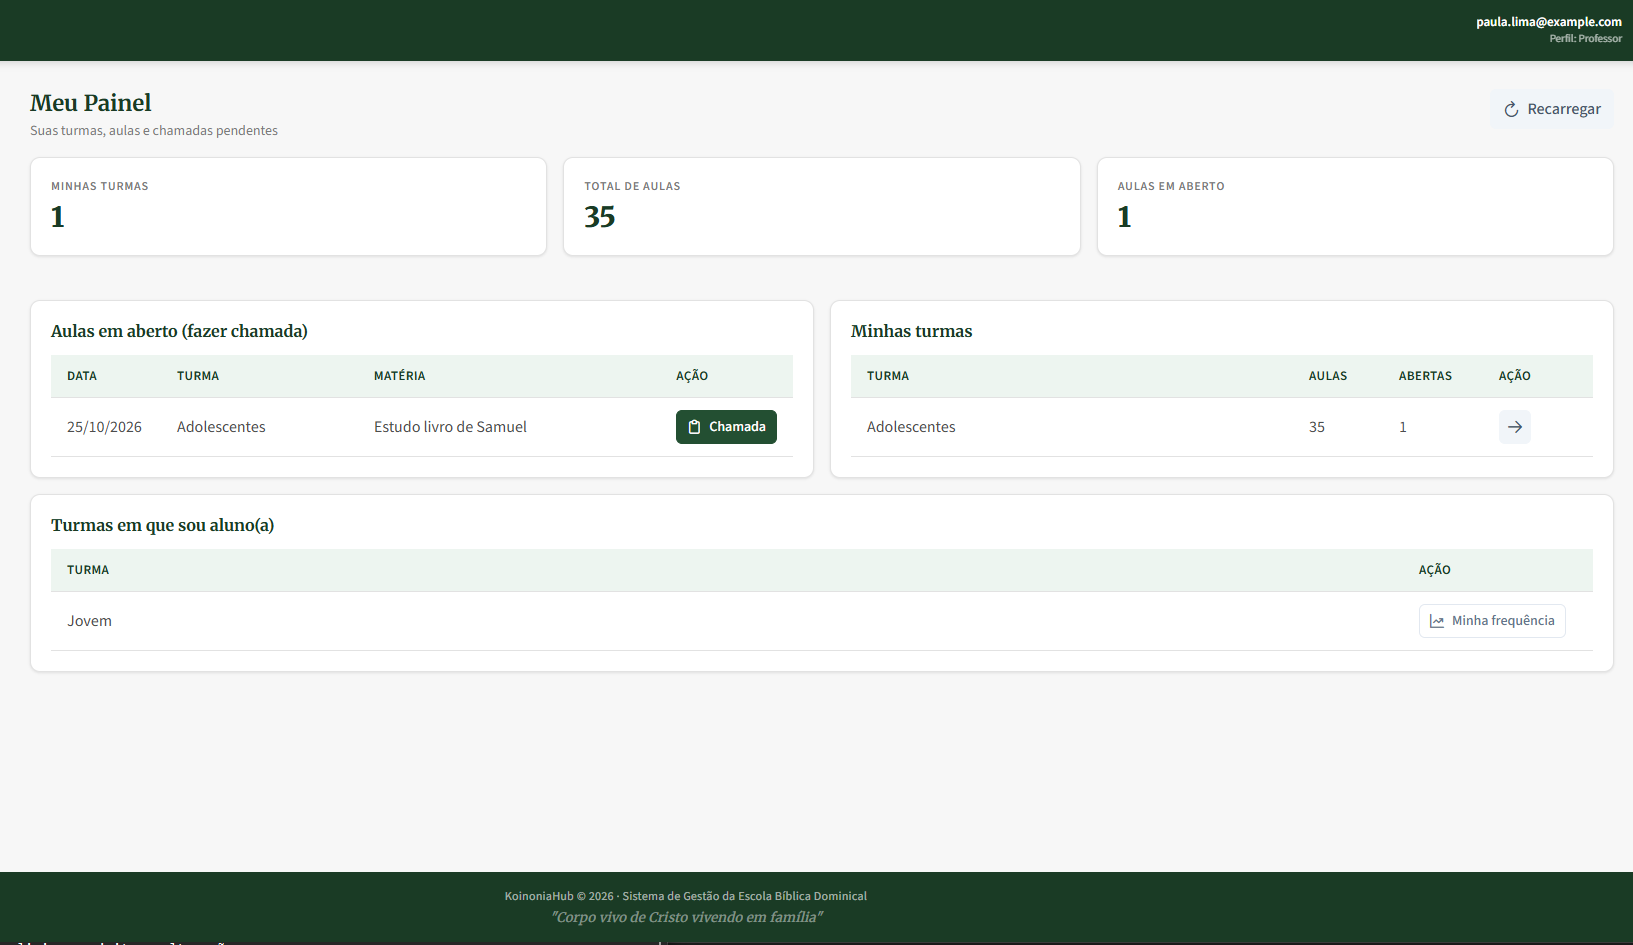 paula.lima@example.com
Perfil: Professor
Meu Painel
Suas turmas, aulas e chamadas pendentes
Recarregar
MINHAS TURMAS
1
TOTAL DE AULAS
35
AULAS EM ABERTO
1
Aulas em aberto (fazer chamada)
DATA TURMA MATÉRIA AÇÃO
25/10/2026 Adolescentes Estudo livro de Samuel Chamada
Minhas turmas
TURMA AULAS ABERTAS AÇÃO
Adolescentes 35 1
Turmas em que sou aluno(a)
TURMA AÇÃO
Jovem Minha frequência
KoinoniaHub © 2026 · Sistema de Gestão da Escola Bíblica Dominical
"Corpo vivo de Cristo vivendo em família"